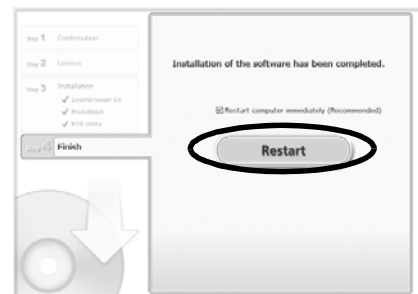 Step 1 Confirmation
Step 2 License
Step 3 Installation
ZoomBrowser EX
PhotoStitch
EOS Utility
Step 4 Finish
Installation of the software has been completed.
Restart computer immediately (Recommended)
Restart